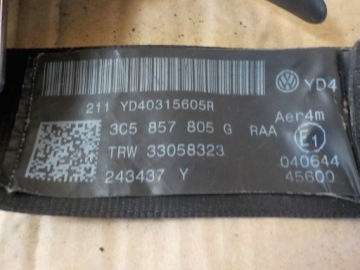 YD4
211 YD40315605R
3C5 857 805 G RAA
Aer4m
E1
TRW 33058323
040644
243437 Y
45600